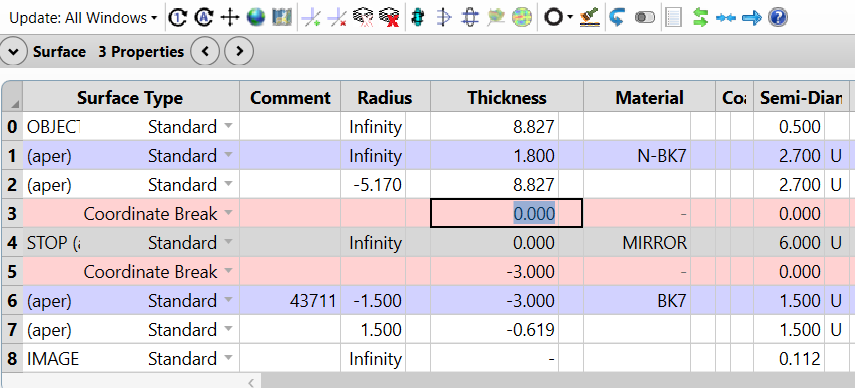 Update: All Windows
Surface 3 Properties
Surface Type Comment Radius Thickness Material Coa Semi-Dian
0 OBJECT Standard Infinity 8.827 0.500
1 (aper) Standard Infinity 1.800 N-BK7 2.700 U
2 (aper) Standard -5.170 8.827 2.700 U
3 Coordinate Break 0.000 - 0.000
4 STOP (a Standard Infinity 0.000 MIRROR 6.000 U
5 Coordinate Break -3.000 - 0.000
6 (aper) Standard 43711 -1.500 -3.000 BK7 1.500 U
7 (aper) Standard 1.500 -0.619 1.500 U
8 IMAGE Standard Infinity - 0.112